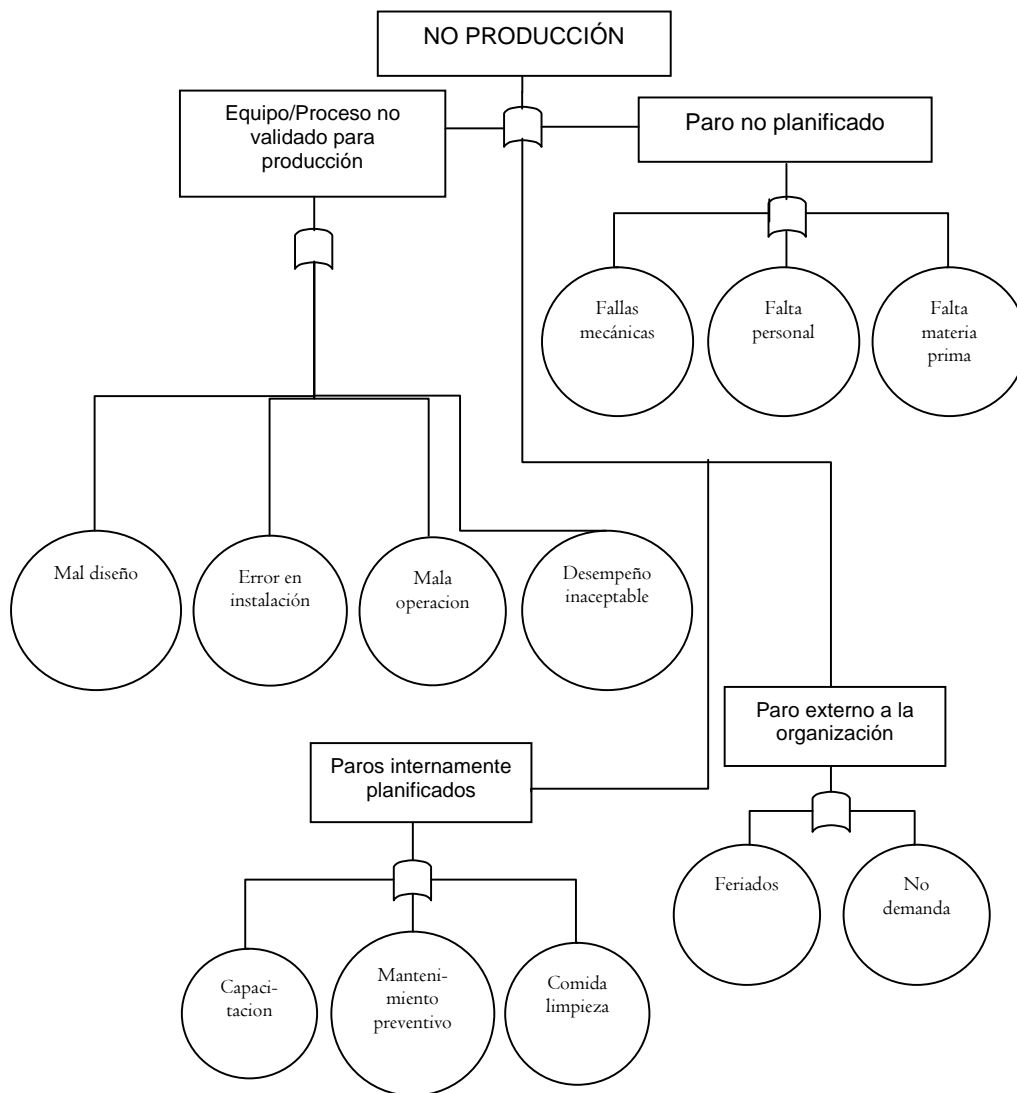 NO PRODUCCIÓN
Equipo/Proceso no
validado para
producción
Paro no planificado
Fallas
mecánicas
Falta
personal
Falta
materia
prima
Mal diseño
Error en
instalación
Mala
operacion
Desempeño
inaceptable
Paro externo a la
organización
Paros internamente
planificados
Feriados
No
demanda
Capaci-
tacion
Manteni-
miento
preventivo
Comida
limpieza